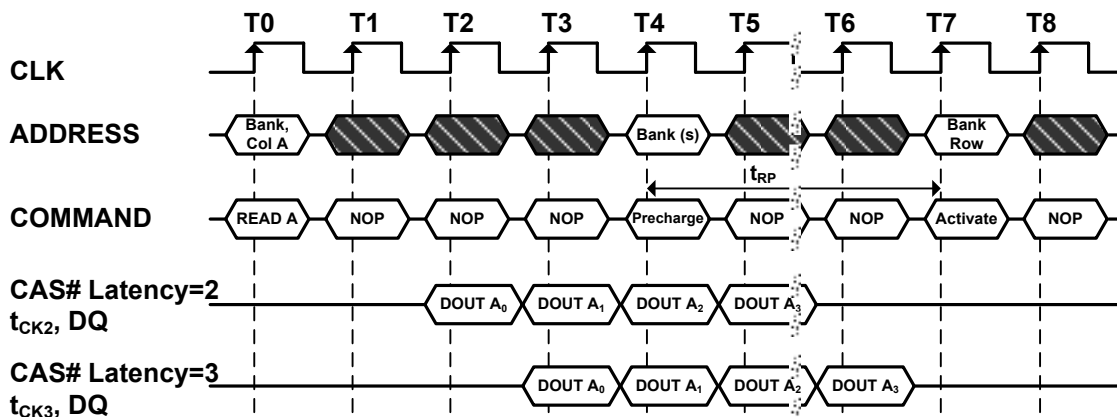 T0 T1 T2 T3 T4 T5 T6 T7 T8
CLK
ADDRESS
Bank, Col A
Bank (s)
Bank Row
tRP
COMMAND
READ A NOP NOP NOP Precharge NOP NOP Activate NOP
CAS# Latency=2
tCK2, DQ
DOUT A0 DOUT A1 DOUT A2 DOUT A3
CAS# Latency=3
tCK3, DQ
DOUT A0 DOUT A1 DOUT A2 DOUT A3